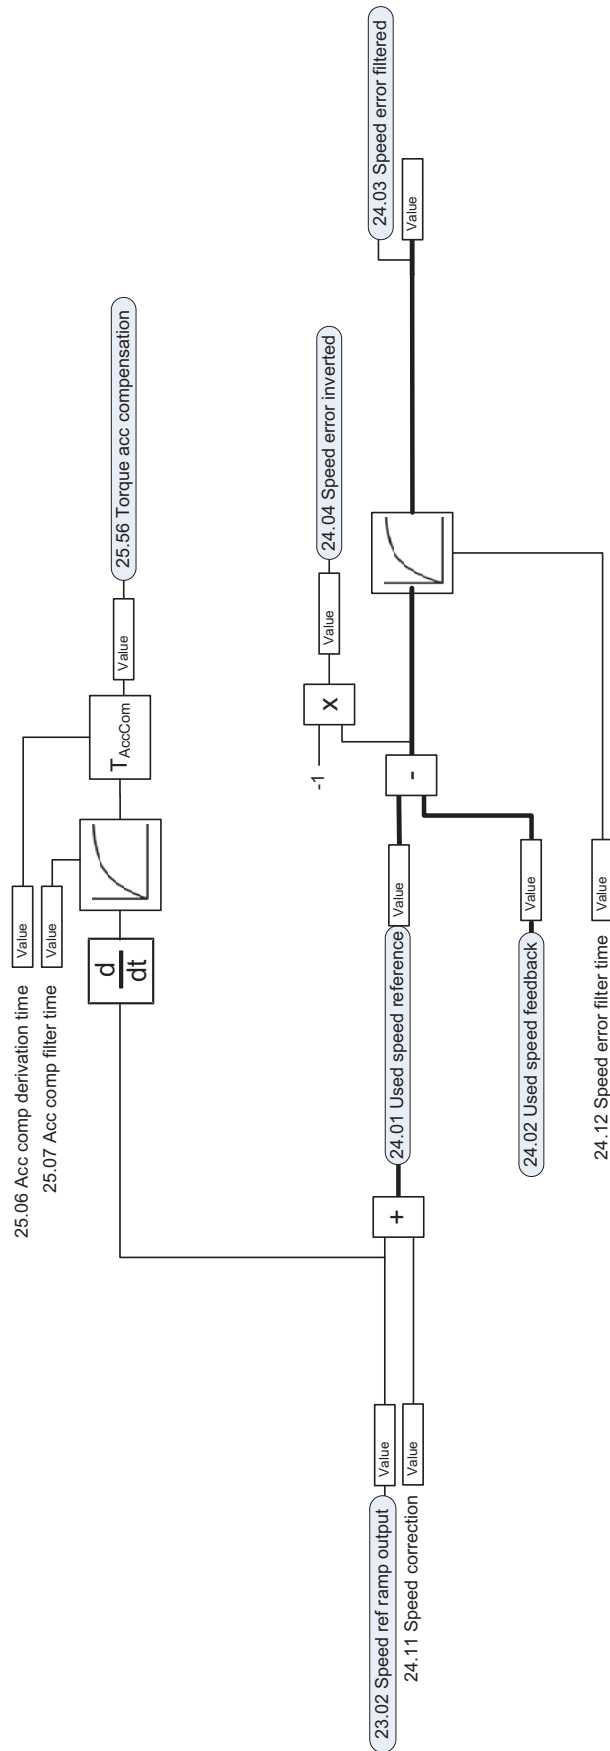 23.02 Speed ref ramp output
Value
24.11 Speed correction
Value
+
25.06 Acc comp derivation time
Value
25.07 Acc comp filter time
Value
d
dt
TAccCom
Value
25.56 Torque acc compensation
24.01 Used speed reference
Value
24.02 Used speed feedback
Value
-
-1
X
Value
24.04 Speed error inverted
24.12 Speed error filter time
Value
Value
24.03 Speed error filtered